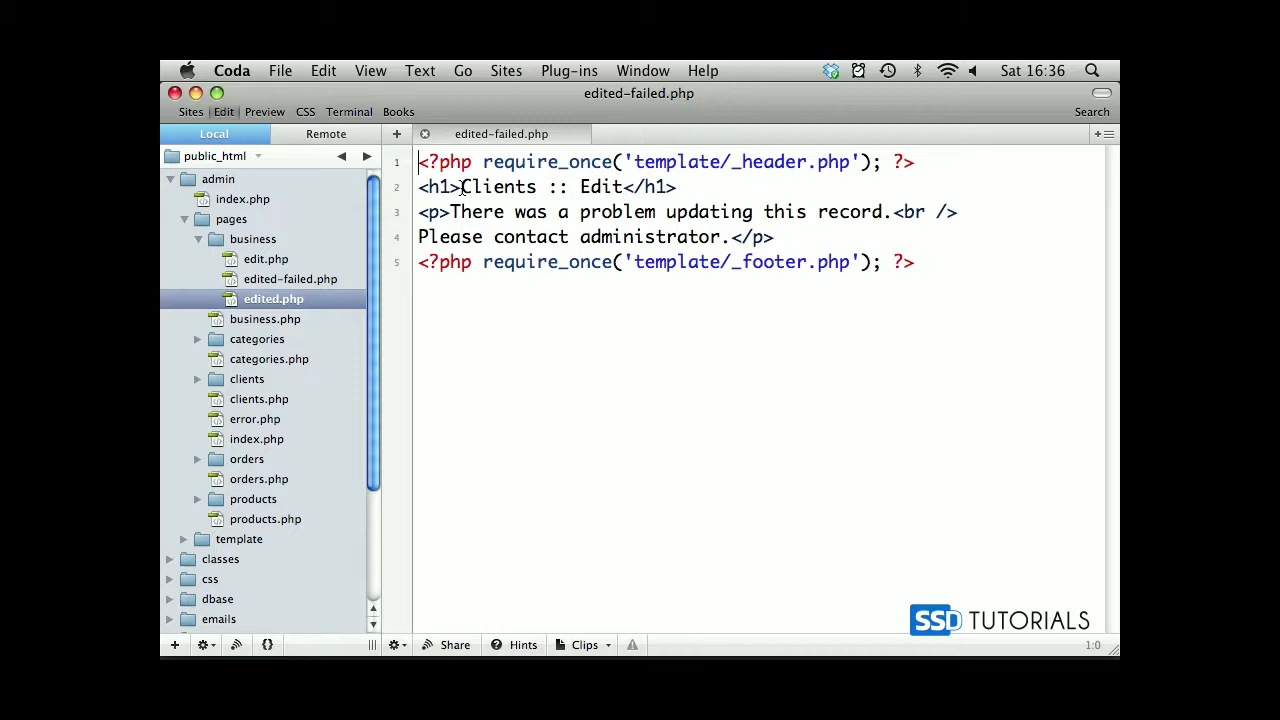 Coda File Edit View Text Go Sites Plug-ins Window Help Sat 16:36
edited-failed.php
Sites Edit Preview CSS Terminal Books Search
Local Remote + edited-failed.php
public_html
admin
index.php
pages
business
edit.php
edited-failed.php
edited.php
business.php
categories
categories.php
clients
clients.php
error.php
index.php
orders
orders.php
products
products.php
template
classes
css
dbase
emails
1 <?php require_once('template/_header.php'); ?>
2 <h1>Clients :: Edit</h1>
3 <p>There was a problem updating this record.<br />
4 Please contact administrator.</p>
5 <?php require_once('template/_footer.php'); ?>
SSD TUTORIALS
Share Hints Clips 1:0